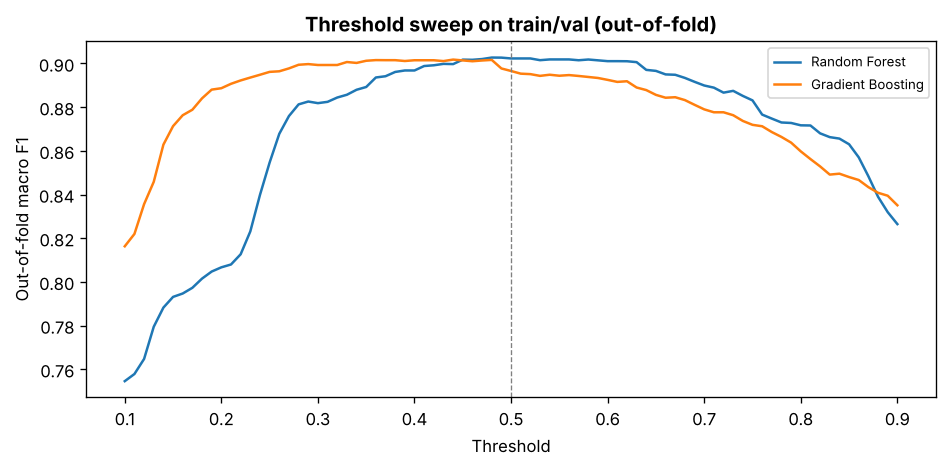 Threshold sweep on train/val (out-of-fold)
Random Forest
Gradient Boosting
Out-of-fold macro F1
0.90
0.88
0.86
0.84
0.82
0.80
0.78
0.76
0.1 0.2 0.3 0.4 0.5 0.6 0.7 0.8 0.9
Threshold